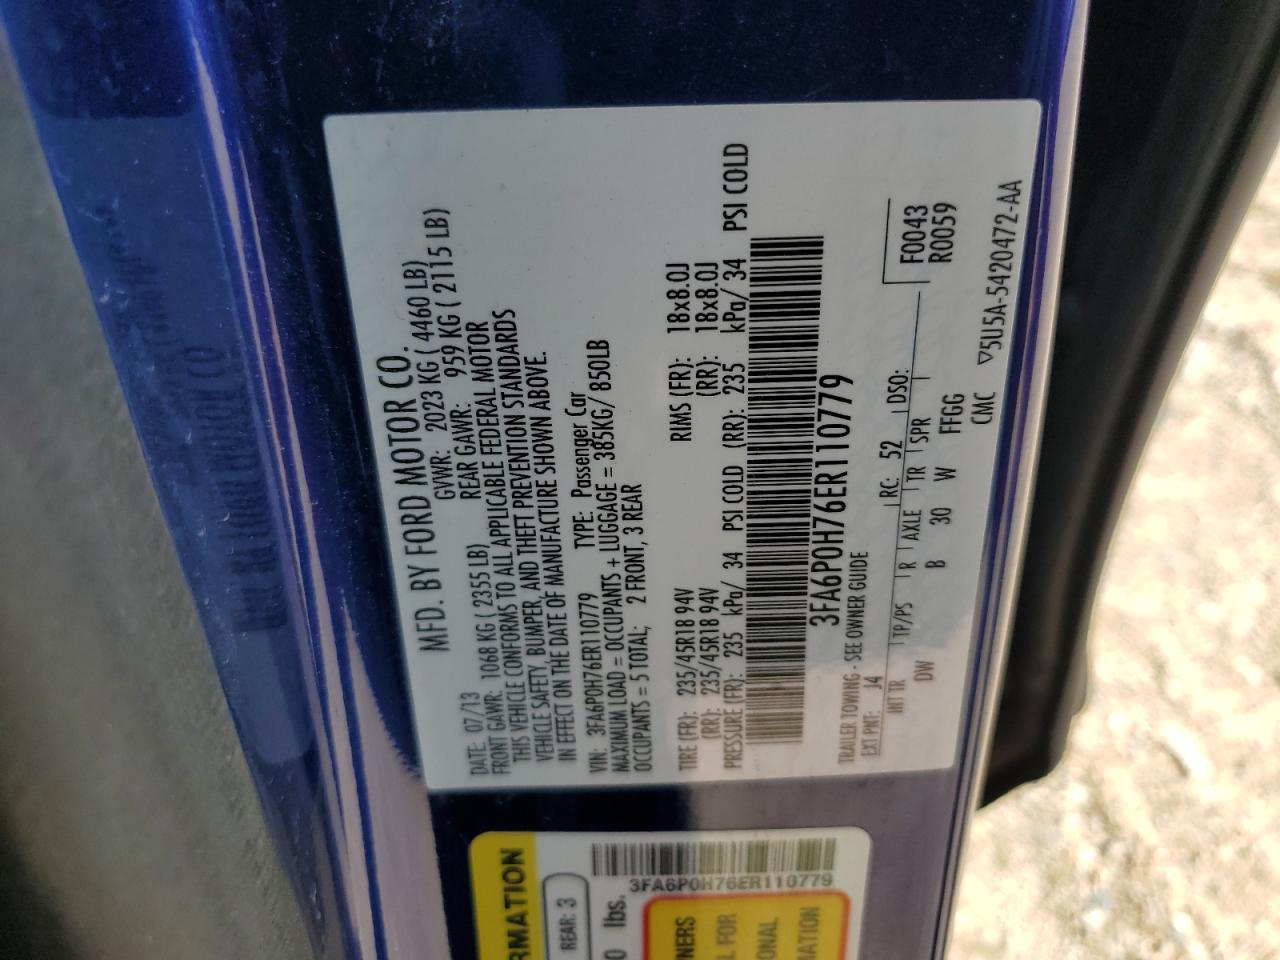 MFD. BY FORD MOTOR CO.
DATE: 07/13 GVWR: 2023 KG ( 4460 LB)
FRONT GAWR: 1068 KG ( 2355 LB) REAR GAWR: 959 KG ( 2115 LB)
THIS VEHICLE CONFORMS TO ALL APPLICABLE FEDERAL MOTOR
VEHICLE SAFETY, BUMPER, AND THEFT PREVENTION STANDARDS
IN EFFECT ON THE DATE OF MANUFACTURE SHOWN ABOVE.
VIN: 3FA6P0H76ER110779 TYPE: Passenger Car
MAXIMUM LOAD = OCCUPANTS + LUGGAGE = 385KG/ 850LB
OCCUPANTS = 5 TOTAL; 2 FRONT, 3 REAR
TIRE (FR): 235/45R18 94V RIMS (FR): 18x8.0J
(RR): 235/45R18 94V (RR): 18x8.0J
PRESSURE (FR): 235 kPa/ 34 PSI COLD (RR): 235 kPa/ 34 PSI COLD
3FA6P0H76ER110779
TRAILER TOWING - SEE OWNER GUIDE
EXT PNT: J4 RC: 52 DSO: F0043
INT TR TP/PS R AXLE TR SPR R0059
DW B 30 W FFGG
CMC ▽5U5A-5420472-AA
RMATION
REAR: 3
0 lbs.
3FA6P0H76ER110779
NERS
L FOR
ONAL
MATION